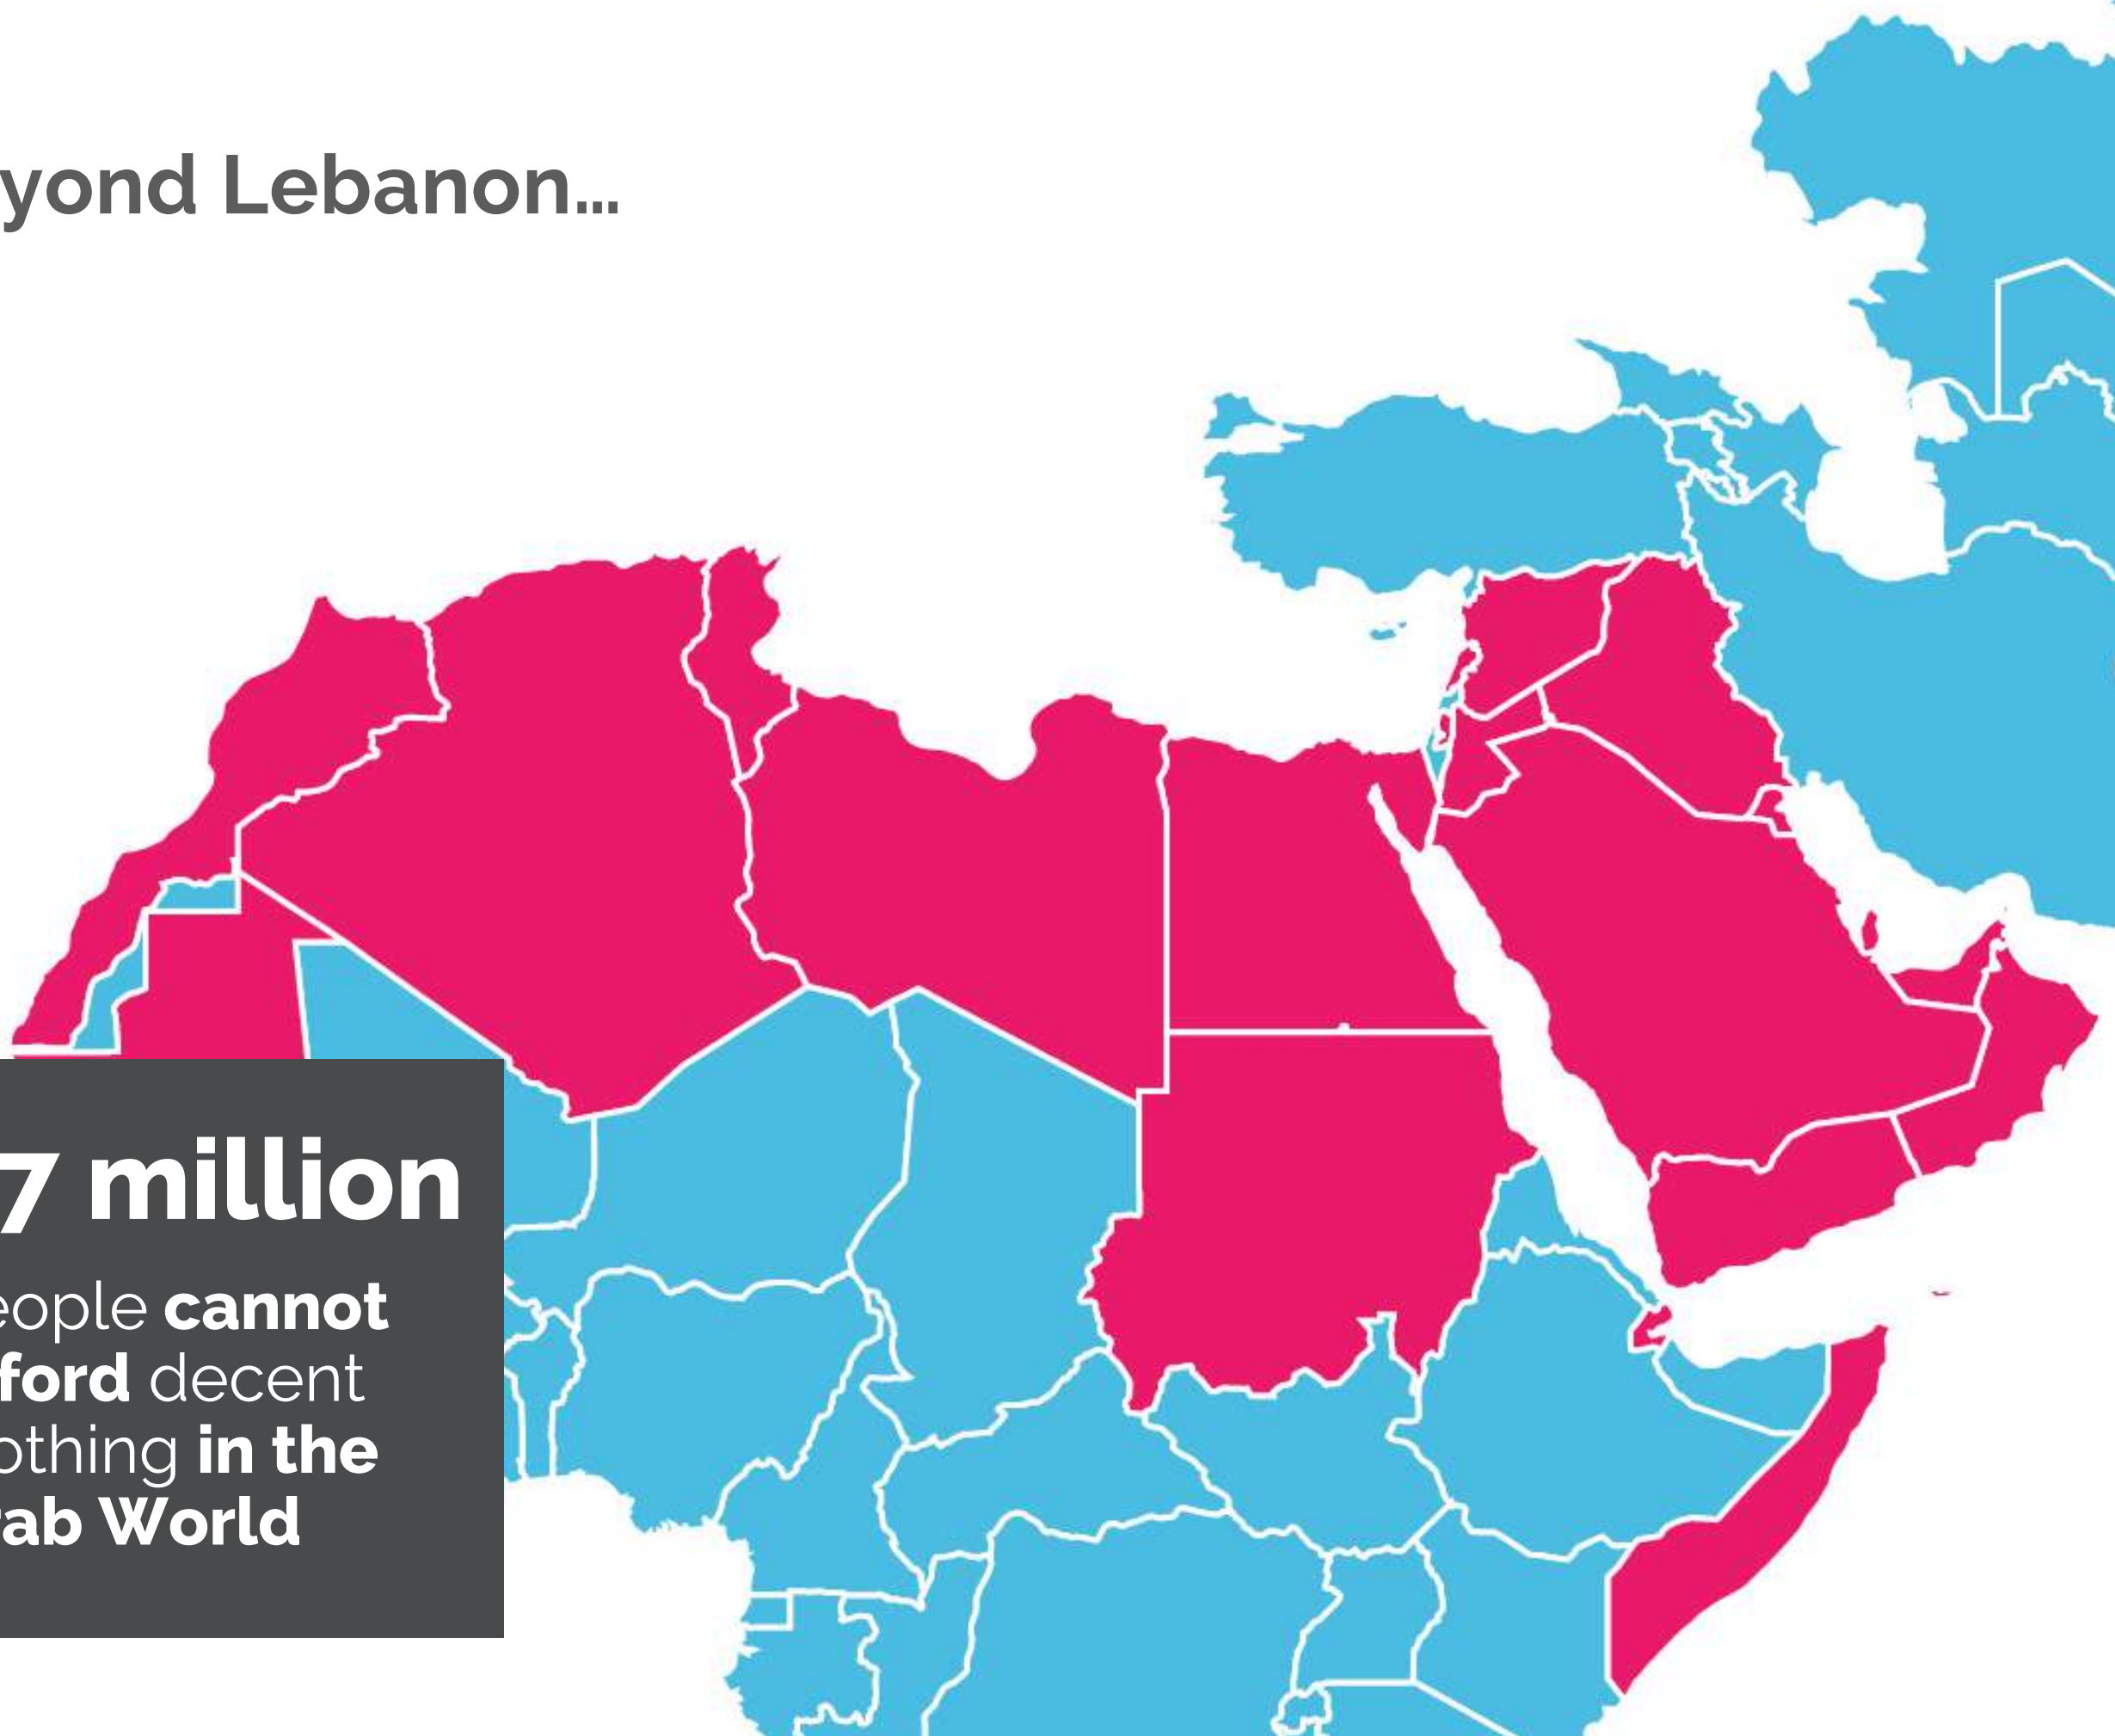 yond Lebanon...
7 million
eople cannot
ford decent
othing in the
ab World